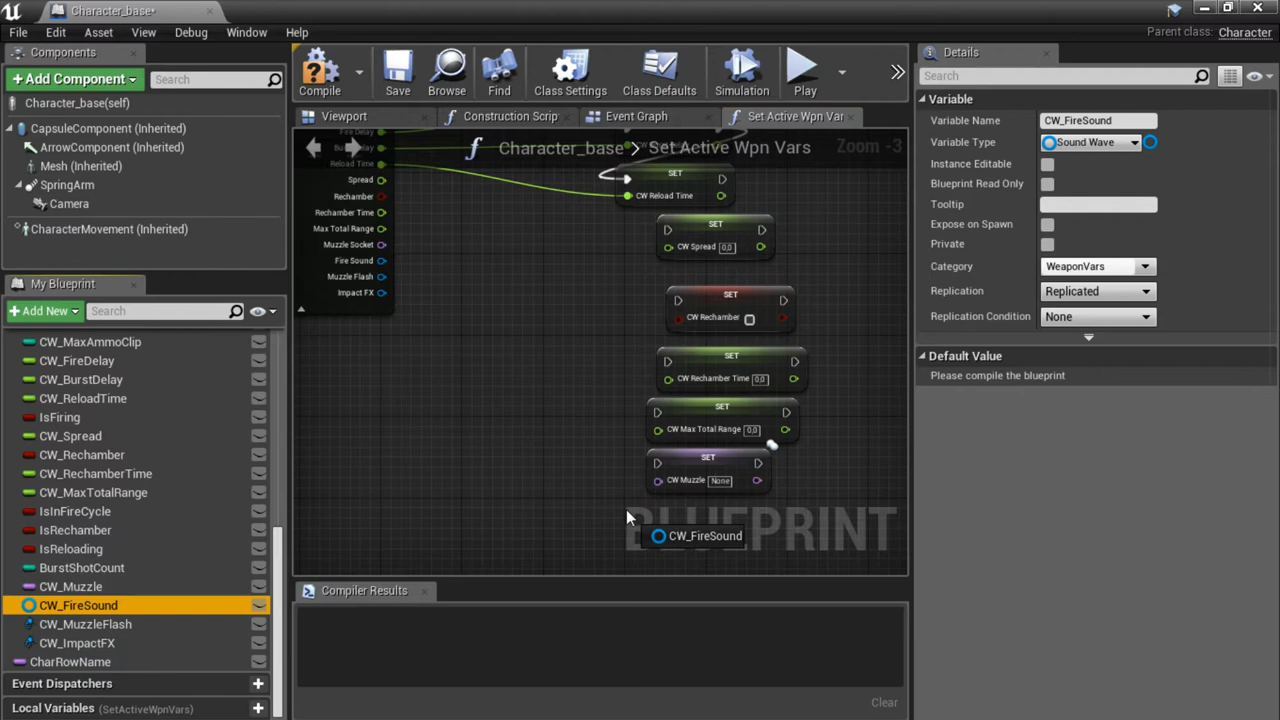 Character_base*
File Edit Asset View Debug Window Help
Parent class: Character
Components
+Add Component
Search
Character_base(self)
CapsuleComponent (Inherited)
ArrowComponent (Inherited)
Mesh (Inherited)
SpringArm
Camera
CharacterMovement (Inherited)
My Blueprint
+Add New
Search
CW_MaxAmmoClip
CW_FireDelay
CW_BurstDelay
CW_ReloadTime
IsFiring
CW_Spread
CW_Rechamber
CW_RechamberTime
CW_MaxTotalRange
IsInFireCycle
IsRechamber
IsReloading
BurstShotCount
CW_Muzzle
CW_FireSound
CW_MuzzleFlash
CW_ImpactFX
CharRowName
Event Dispatchers
Local Variables (SetActiveWpnVars)
Compile Save Browse Find Class Settings Class Defaults Simulation Play
Viewport Construction Scrip Event Graph Set Active Wpn Var
Character_base > Set Active Wpn Vars Zoom -3
Reload Time
Spread
Rechamber
Rechamber Time
Max Total Range
Muzzle Socket
Fire Sound
Muzzle Flash
Impact FX
SET
CW Reload Time
SET
CW Spread 0,0
SET
CW Rechamber
SET
CW Rechamber Time 0,0
SET
CW Max Total Range 0,0
SET
CW Muzzle None
CW_FireSound
Compiler Results
Clear
Details
Search
Variable
Variable Name CW_FireSound
Variable Type Sound Wave
Instance Editable
Blueprint Read Only
Tooltip
Expose on Spawn
Private
Category WeaponVars
Replication Replicated
Replication Condition None
Default Value
Please compile the blueprint